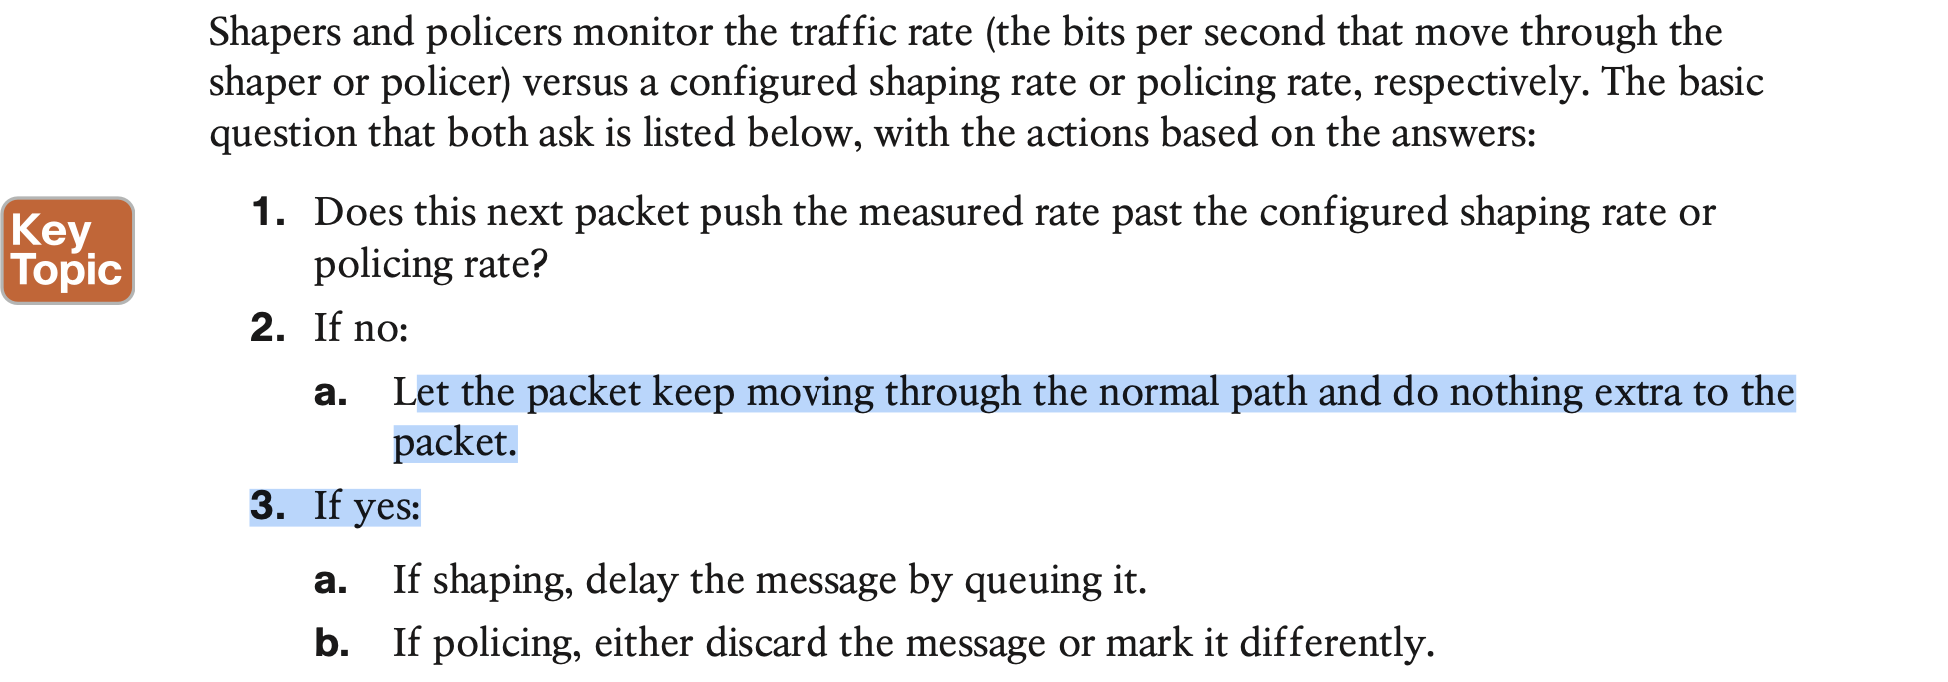 Shapers and policers monitor the traffic rate (the bits per second that move through the
shaper or policer) versus a configured shaping rate or policing rate, respectively. The basic
question that both ask is listed below, with the actions based on the answers:
Key
Topic
1. Does this next packet push the measured rate past the configured shaping rate or
policing rate?
2. If no:
a. Let the packet keep moving through the normal path and do nothing extra to the
packet.
3. If yes:
a. If shaping, delay the message by queuing it.
b. If policing, either discard the message or mark it differently.